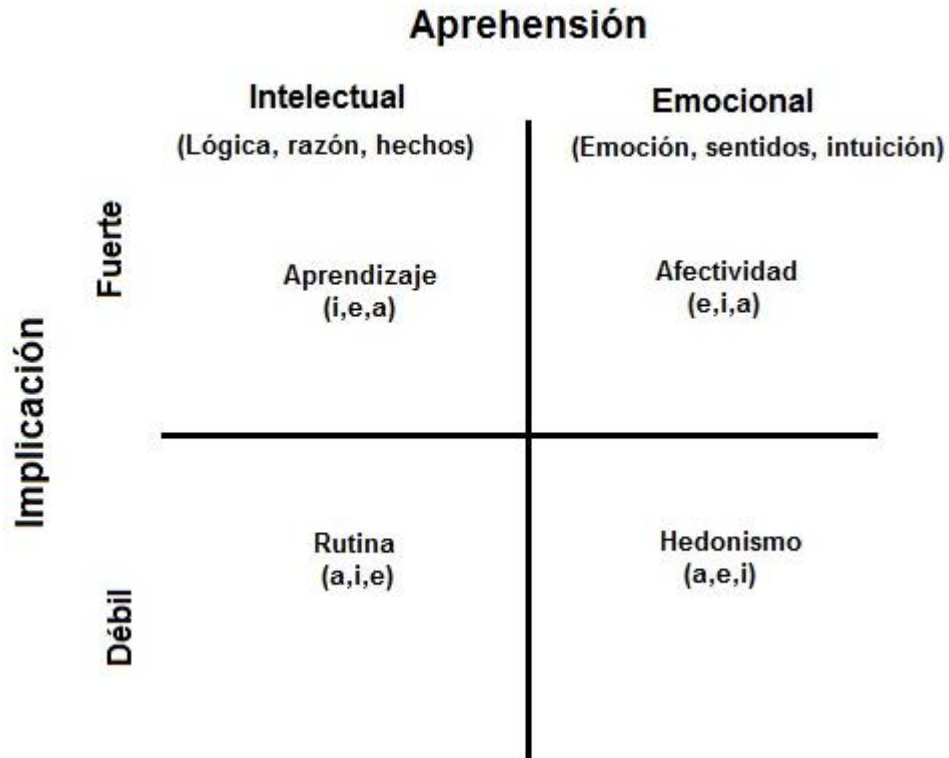 Aprehensión
Intelectual
Emocional
(Lógica, razón, hechos)
(Emoción, sentidos, intuición)
Implicación
Fuerte
Aprendizaje
(i,e,a)
Afectividad
(e,i,a)
Débil
Rutina
(a,i,e)
Hedonismo
(a,e,i)